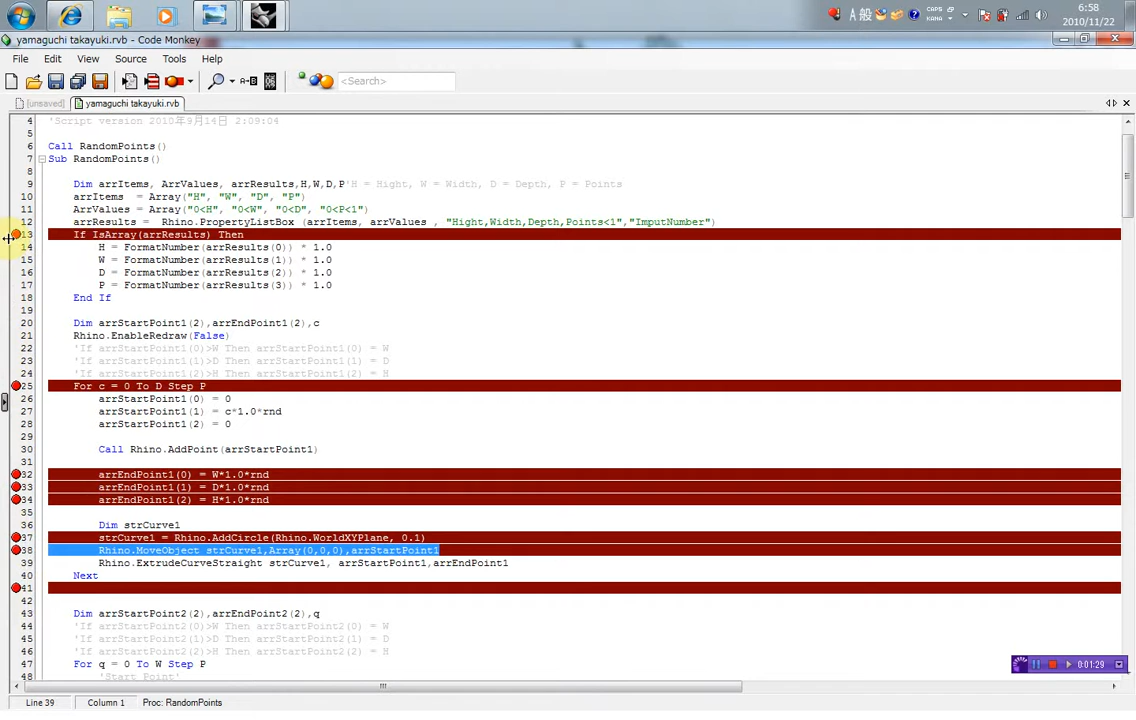 6:58
A 般
CAPS
KANA
2010/11/22
yamaguchi takayuki.rvb - Code Monkey
File Edit View Source Tools Help
<Search>
[unsaved] yamaguchi takayuki.rvb
4 'Script version 2010年9月14日 2:09:04
5
6 Call RandomPoints()
7 Sub RandomPoints()
8
9 Dim arrItems, ArrValues, arrResults,H,W,D,P'H = Hight, W = Width, D = Depth, P = Points
10 arrItems = Array("H", "W", "D", "P")
11 ArrValues = Array("0<H", "0<W", "0<D", "0<P<1")
12 arrResults = Rhino.PropertyListBox (arrItems, arrValues , "Hight,Width,Depth,Points<1","ImputNumber")
13 If IsArray(arrResults) Then
14 H = FormatNumber(arrResults(0)) * 1.0
15 W = FormatNumber(arrResults(1)) * 1.0
16 D = FormatNumber(arrResults(2)) * 1.0
17 P = FormatNumber(arrResults(3)) * 1.0
18 End If
19
20 Dim arrStartPoint1(2),arrEndPoint1(2),c
21 Rhino.EnableRedraw(False)
22 'If arrStartPoint1(0)>W Then arrStartPoint1(0) = W
23 'If arrStartPoint1(1)>D Then arrStartPoint1(1) = D
24 'If arrStartPoint1(2)>H Then arrStartPoint1(2) = H
25 For c = 0 To D Step P
26 arrStartPoint1(0) = 0
27 arrStartPoint1(1) = c*1.0*rnd
28 arrStartPoint1(2) = 0
29
30 Call Rhino.AddPoint(arrStartPoint1)
31
32 arrEndPoint1(0) = W*1.0*rnd
33 arrEndPoint1(1) = D*1.0*rnd
34 arrEndPoint1(2) = H*1.0*rnd
35
36 Dim strCurve1
37 strCurve1 = Rhino.AddCircle(Rhino.WorldXYPlane, 0.1)
38 Rhino.MoveObject strCurve1,Array(0,0,0),arrStartPoint1
39 Rhino.ExtrudeCurveStraight strCurve1, arrStartPoint1,arrEndPoint1
40 Next
41
42
43 Dim arrStartPoint2(2),arrEndPoint2(2),q
44 'If arrStartPoint2(0)>W Then arrStartPoint2(0) = W
45 'If arrStartPoint2(1)>D Then arrStartPoint2(1) = D
46 'If arrStartPoint2(2)>H Then arrStartPoint2(2) = H
47 For q = 0 To W Step P
48 'Start Point'
0:01:29
Line 39 Column 1 Proc: RandomPoints